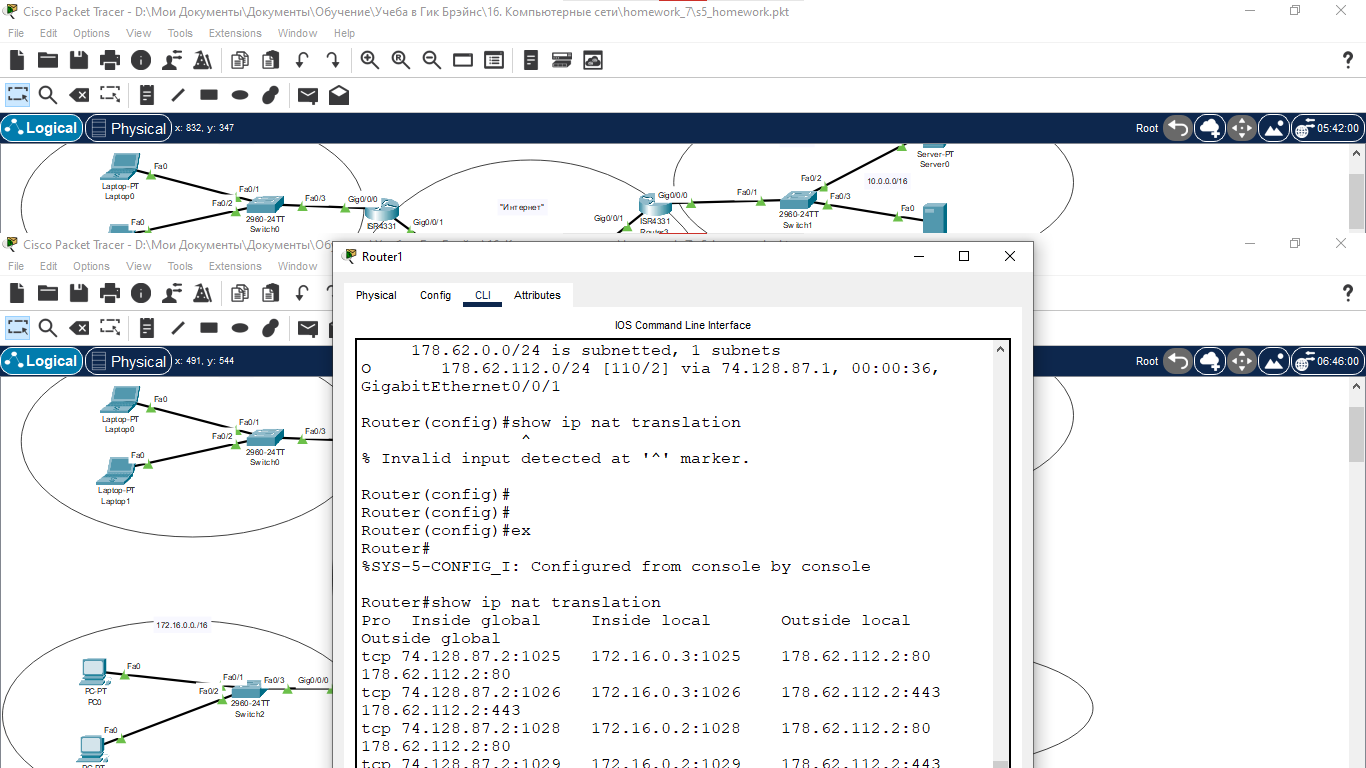 Cisco Packet Tracer - D:\Мои Документы\Документы\Обучение\Учеба в Гик Брэйнс\16. Компьютерные сети\homework_7\s5_homework.pkt
File Edit Options View Tools Extensions Window Help
Logical Physical x: 832, y: 347 Root 05:42:00
Laptop-PT
Laptop0
Fa0
Fa0/1
Fa0/2
Fa0
2960-24TT
Switch0
Fa0/3
Gig0/0/0
ISR4331
Gig0/0/1
"Интернет"
Gig0/0/1
Gig0/0/0
ISR4331
Fa0/1
2960-24TT
Switch1
Fa0/2
Fa0/3
Server-PT
Server0
10.0.0.0/16
Fa0
Cisco Packet Tracer - D:\Мои Документы\Документы\Обу
File Edit Options View Tools Extensions Window
Logical Physical x: 491, y: 544 Root 06:46:00
Laptop-PT
Laptop0
Fa0
Fa0/1
Fa0/2
2960-24TT
Switch0
Fa0/3
Fa0
Laptop-PT
Laptop1
172.16.0.0./16
Fa0
PC-PT
PC0
Fa0/1
Fa0/2
2960-24TT
Switch2
Fa0/3
Gig0/0/0
Fa0
Router1
Physical Config CLI Attributes
IOS Command Line Interface
178.62.0.0/24 is subnetted, 1 subnets
O 178.62.112.0/24 [110/2] via 74.128.87.1, 00:00:36,
GigabitEthernet0/0/1
Router(config)#show ip nat translation
^
% Invalid input detected at '^' marker.
Router(config)#
Router(config)#
Router(config)#ex
Router#
%SYS-5-CONFIG_I: Configured from console by console
Router#show ip nat translation
Pro Inside global Inside local Outside local
Outside global
tcp 74.128.87.2:1025 172.16.0.3:1025 178.62.112.2:80
178.62.112.2:80
tcp 74.128.87.2:1026 172.16.0.3:1026 178.62.112.2:443
178.62.112.2:443
tcp 74.128.87.2:1028 172.16.0.2:1028 178.62.112.2:80
178.62.112.2:80
tcp 74.128.87.2:1029 172.16.0.2:1029 178.62.112.2:443